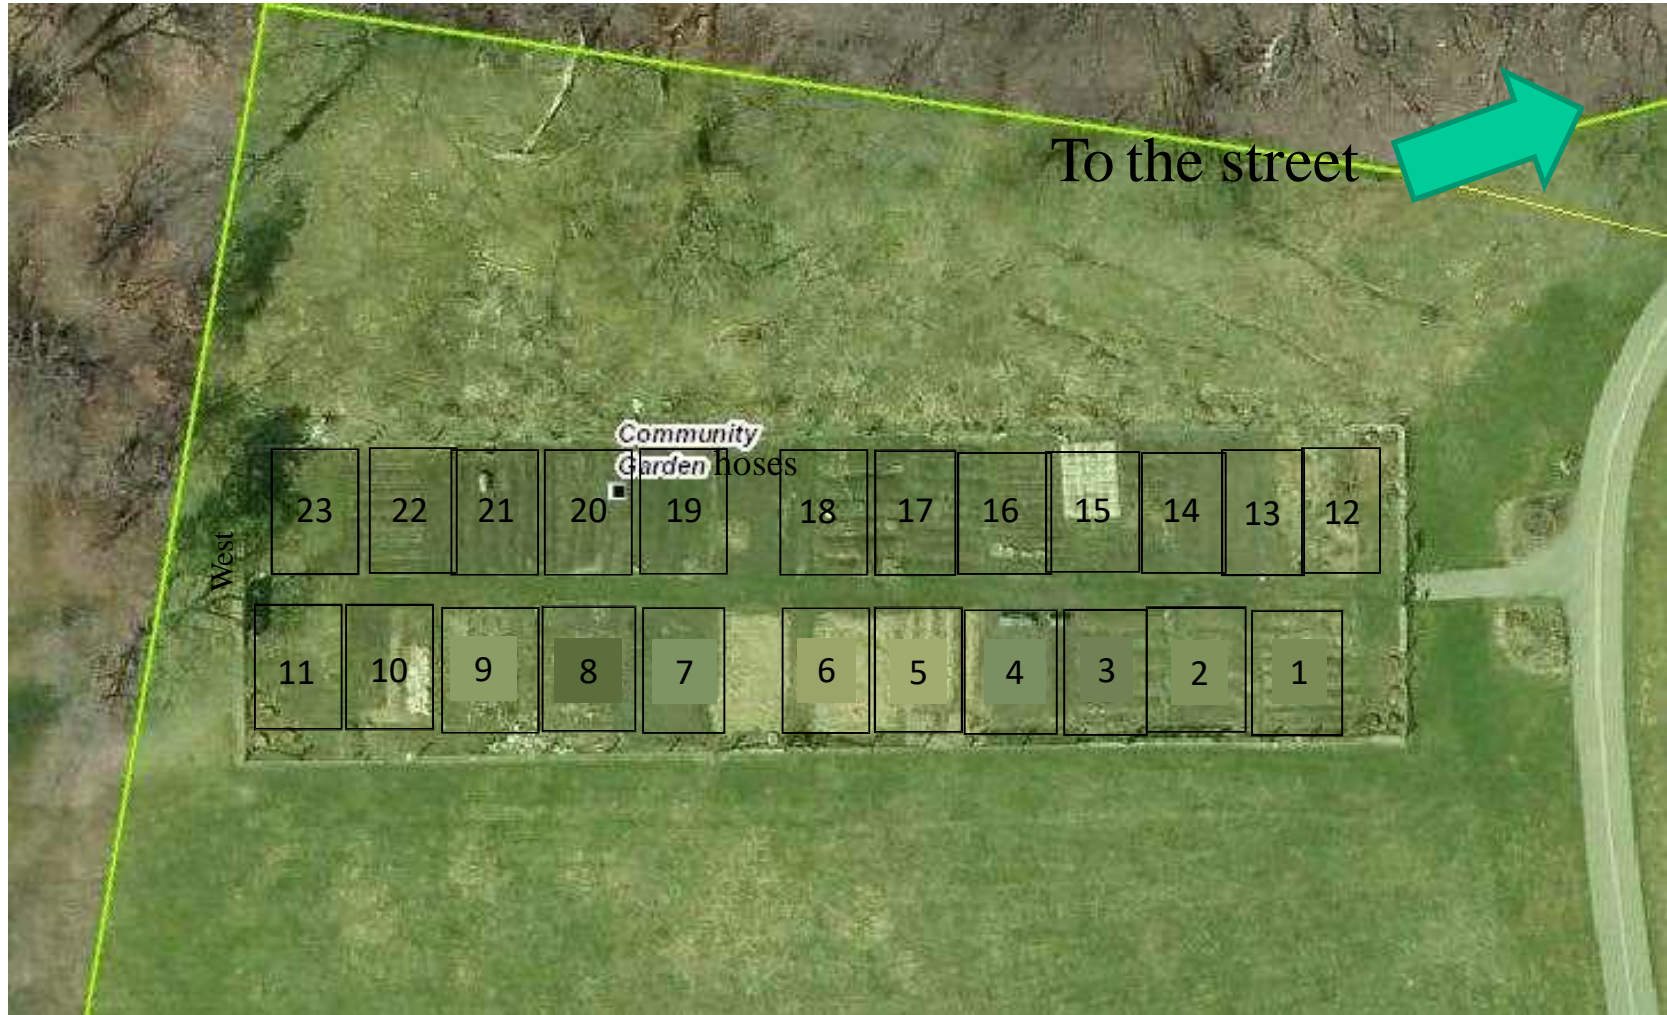 To the street
Community
Garden hoses
West
23 22 21 20 19 18 17 16 15 14 13 12
11 10 9 8 7 6 5 4 3 2 1